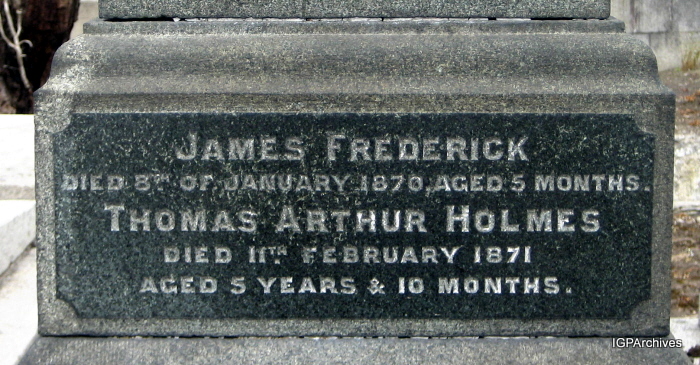 James Frederick
Died 8th of January 1870, aged 5 months.
Thomas Arthur Holmes
Died 11th February 1871
Aged 5 years & 10 months.
IGPArchives